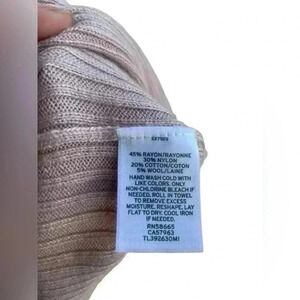 45% RAYON/RAYONNE
30% NYLON
20% COTTON/COTON
5% WOOL/LAINE
HAND WASH COLD WITH
LIKE COLORS. ONLY
NON-CHLORINE BLEACH IF
NEEDED. ROLL IN TOWEL
TO REMOVE EXCESS
MOISTURE. RESHAPE. LAY
FLAT TO DRY. COOL IRON
IF NEEDED
RN58665
CA57963
TL392630MI